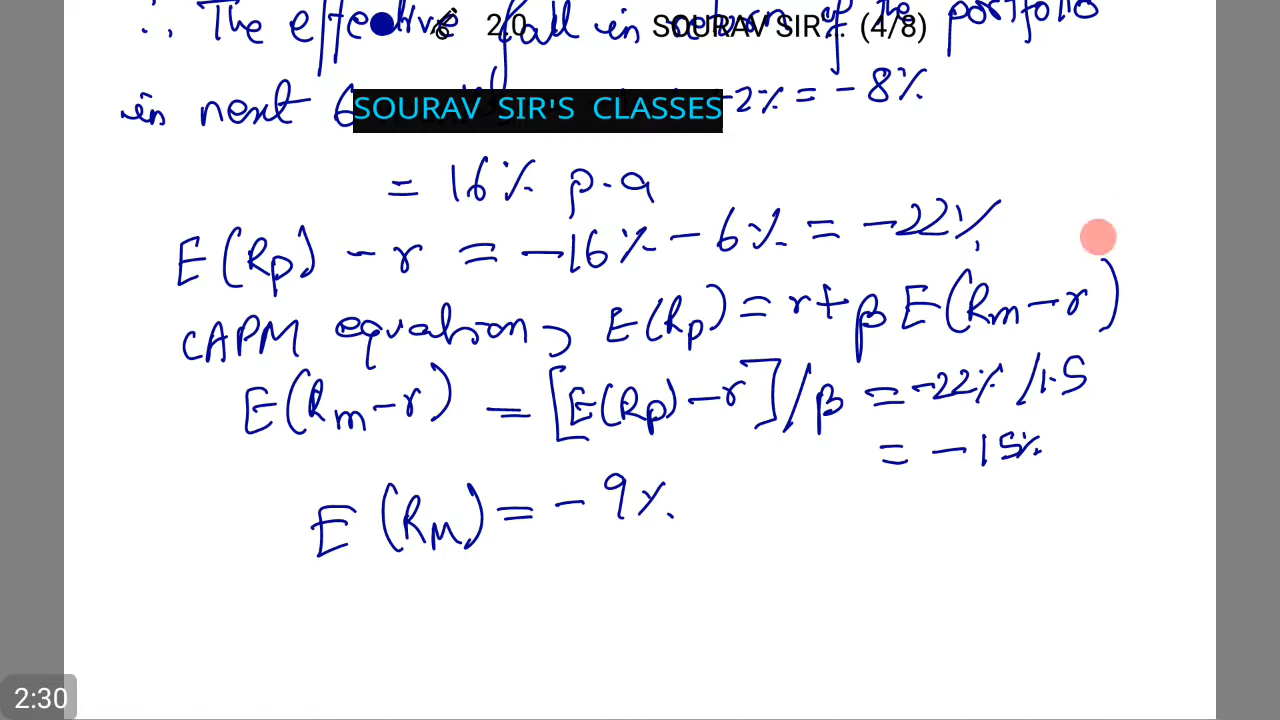 ∴ The effective fall in return of the portfolio
2.0 SOURAV SIR'S (4/8)
in next 6 -2% = -8%
SOURAV SIR'S CLASSES
= 16% p.a
E(Rp) - r = -16% - 6% = -22%
CAPM equation, E(Rp) = r + β E(Rm - r)
E(Rm - r) = [E(Rp) - r]/β = -22%/1.5
= -15%
E(RM) = -9%.
2:30